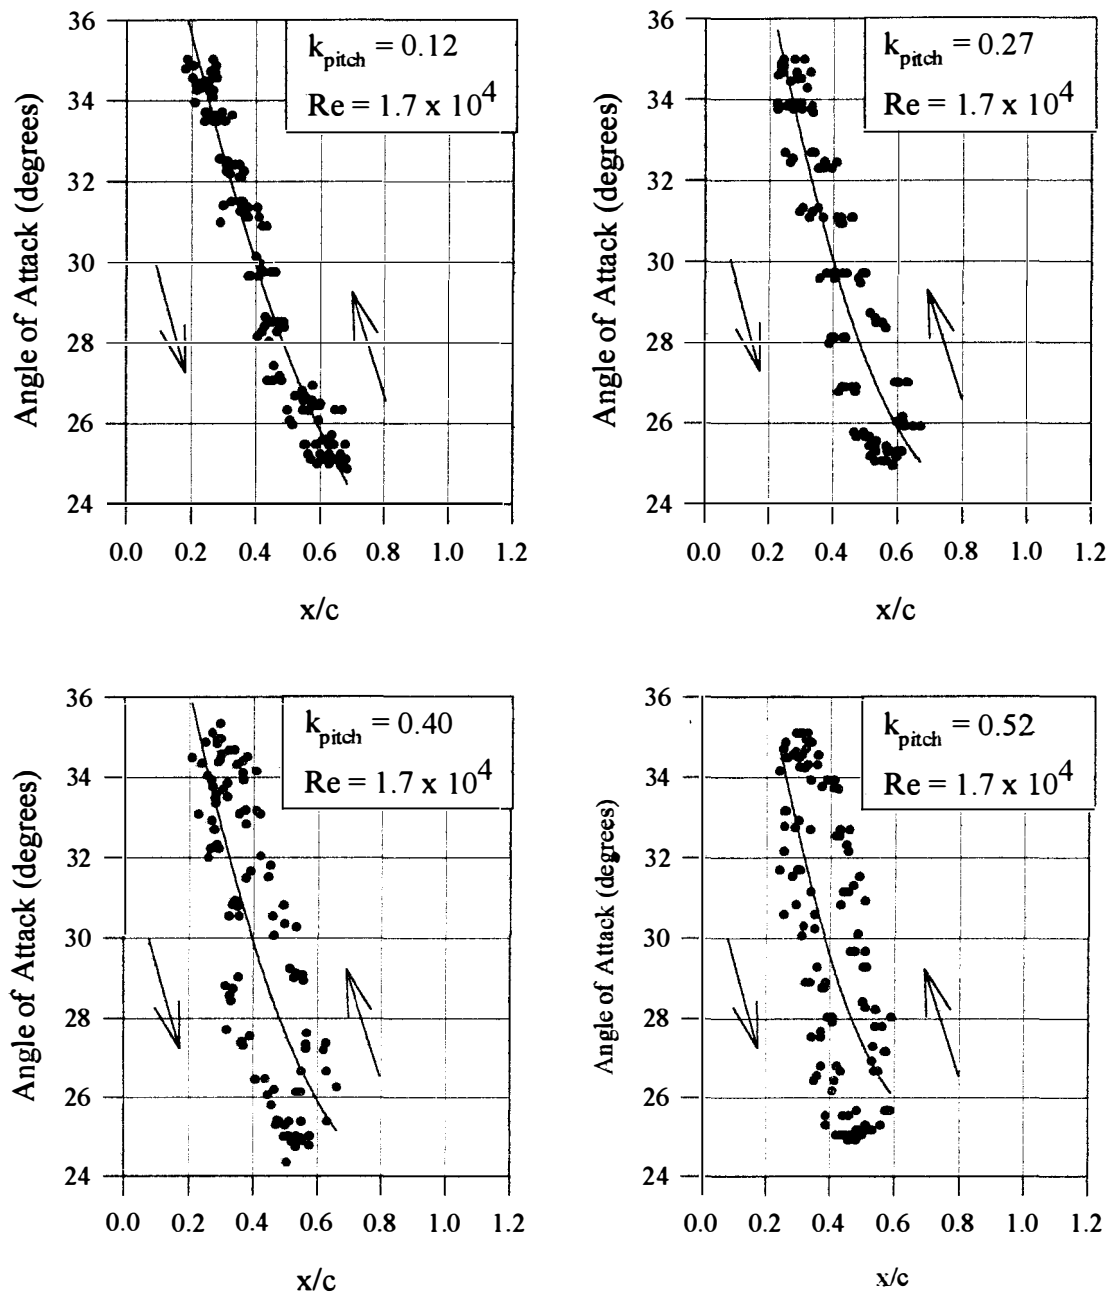 36
34
32
30
28
26
24
Angle of Attack (degrees)
k_pitch = 0.12
Re = 1.7 x 10^4
0.0 0.2 0.4 0.6 0.8 1.0 1.2
x/c
36
34
32
30
28
26
24
Angle of Attack (degrees)
k_pitch = 0.27
Re = 1.7 x 10^4
0.0 0.2 0.4 0.6 0.8 1.0 1.2
x/c
36
34
32
30
28
26
24
Angle of Attack (degrees)
k_pitch = 0.40
Re = 1.7 x 10^4
0.0 0.2 0.4 0.6 0.8 1.0 1.2
x/c
36
34
32
30
28
26
24
Angle of Attack (degrees)
k_pitch = 0.52
Re = 1.7 x 10^4
0.0 0.2 0.4 0.6 0.8 1.0 1.2
x/c